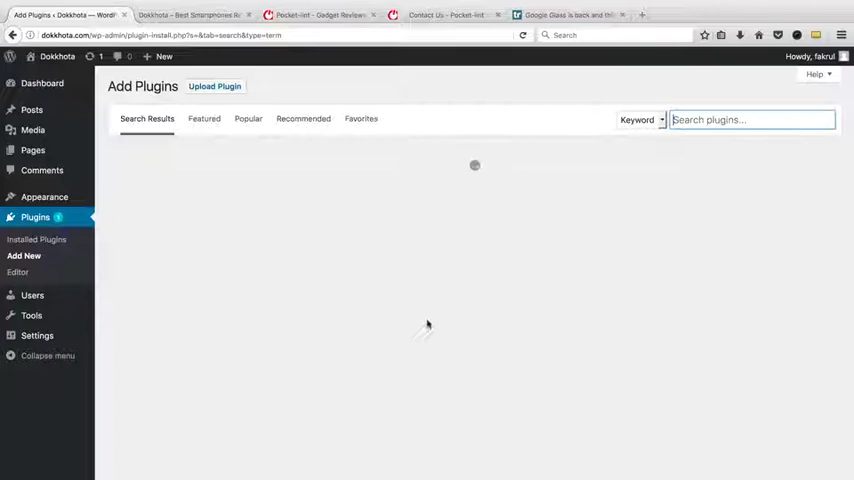 Add Plugins ‹ Dokkhota — WordP
Dokkhota – Best Smarphones R
Pocket-lint - Gadget Reviews
Contact Us - Pocket-lint
Google Glass is back and thi
dokkhota.com/wp-admin/plugin-install.php?s=&tab=search&type=term
Search
Dokkhota
1
0
New
Howdy, fakrul
Dashboard
Posts
Media
Pages
Comments
Appearance
Plugins 1
Installed Plugins
Add New
Editor
Users
Tools
Settings
Collapse menu
Help
Add Plugins
Upload Plugin
Search Results
Featured
Popular
Recommended
Favorites
Keyword
Search plugins...